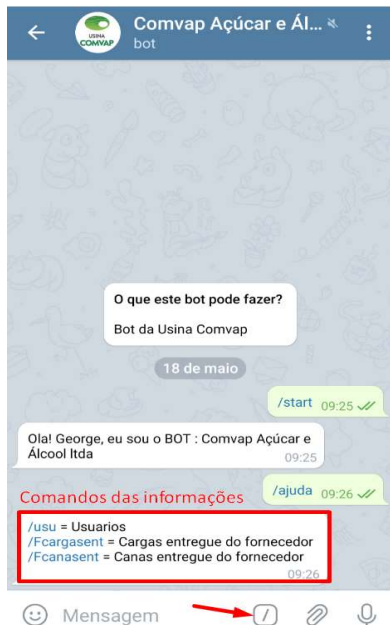 Comvap Açúcar e Ál...
bot
USINA
COMVAP
O que este bot pode fazer?
Bot da Usina Comvap
18 de maio
/start 09:25
Ola! George, eu sou o BOT : Comvap Açúcar e
Álcool ltda
09:25
/ajuda 09:26
Comandos das informações
/usu = Usuarios
/Fcargasent = Cargas entregue do fornecedor
/Fcanasent = Canas entregue do fornecedor
09:26
Mensagem
/